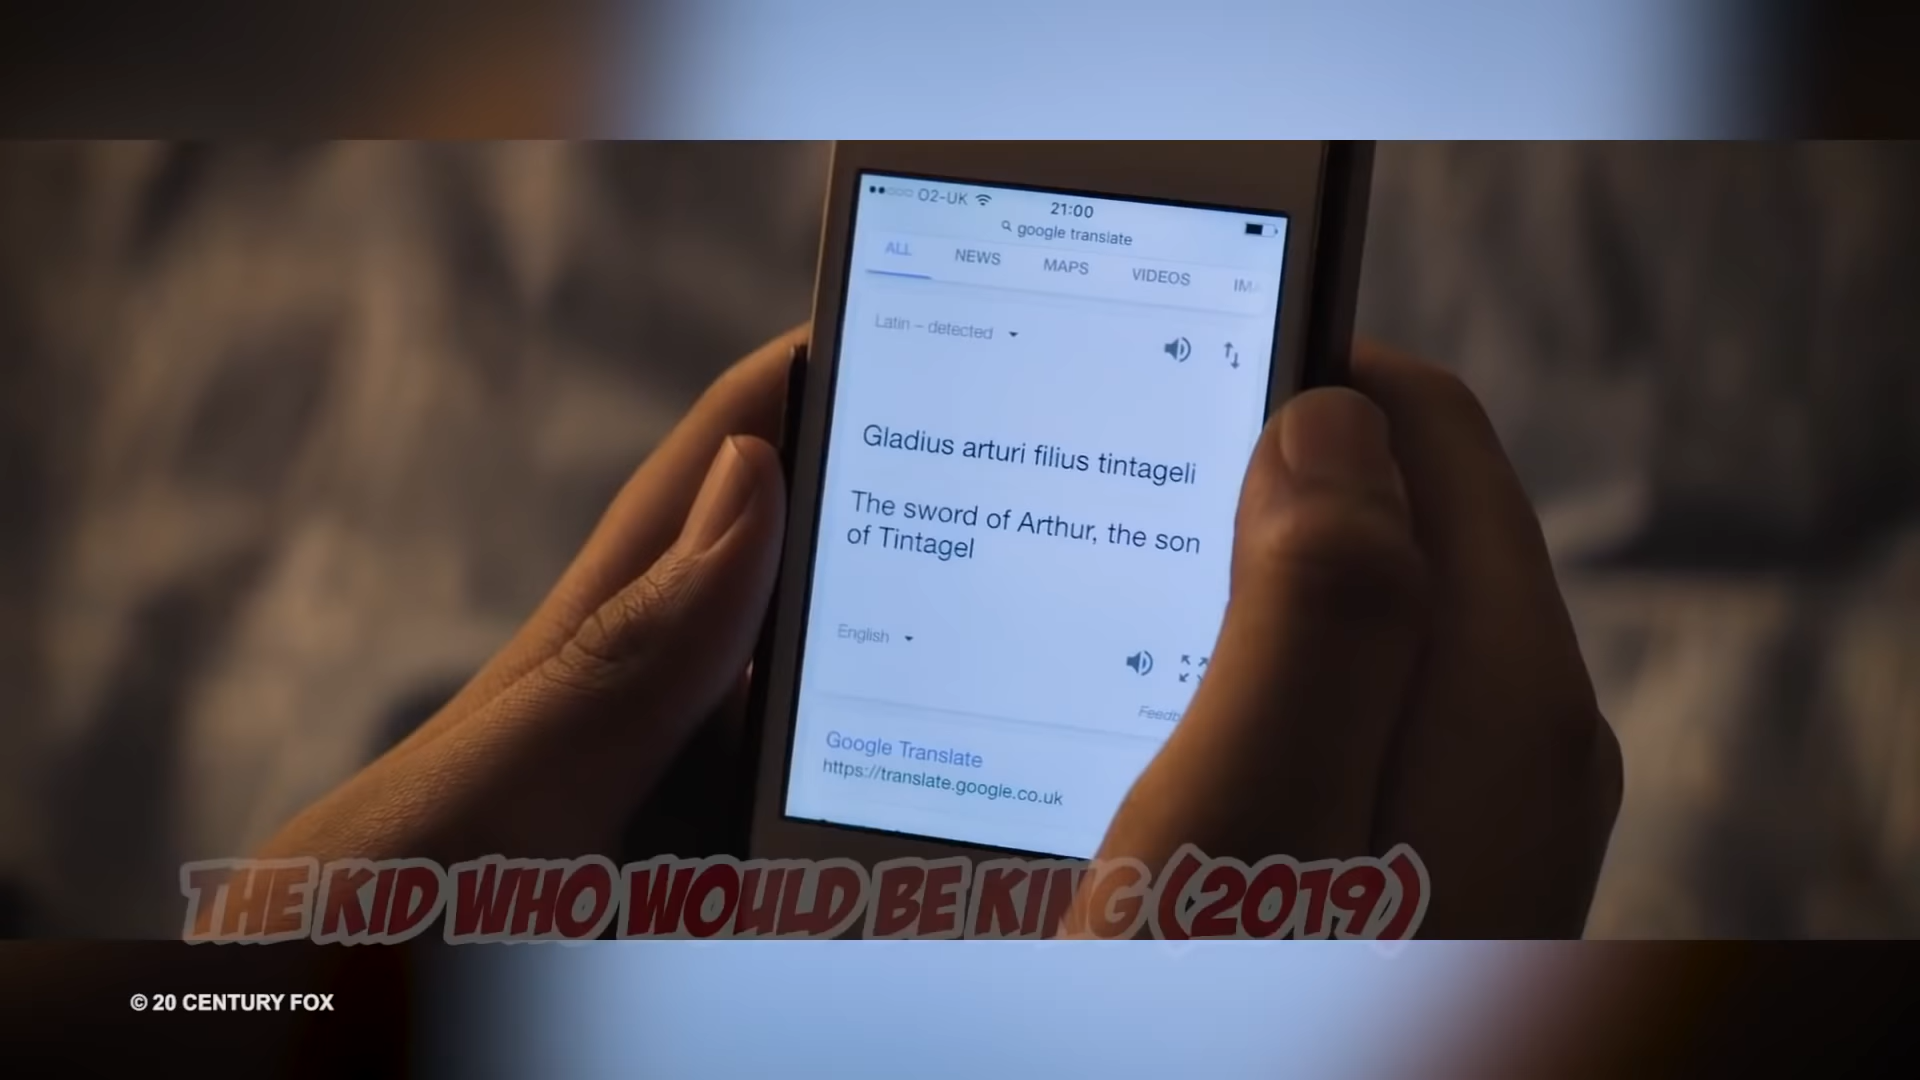 O2-UK
21:00
google translate
ALL NEWS MAPS VIDEOS
Latin – detected
Gladius arturi filius tintageli
The sword of Arthur, the son
of Tintagel
English
Google Translate
https://translate.google.co.uk
THE KID WHO WOULD BE KING (2019)
© 20 CENTURY FOX